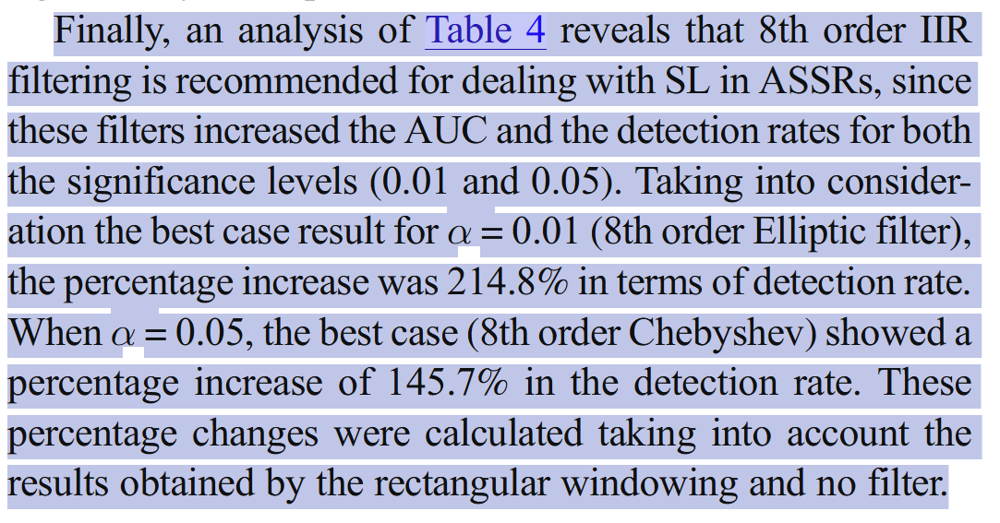 Finally, an analysis of Table 4 reveals that 8th order IIR
filtering is recommended for dealing with SL in ASSRs, since
these filters increased the AUC and the detection rates for both
the significance levels (0.01 and 0.05). Taking into consider-
ation the best case result for α = 0.01 (8th order Elliptic filter),
the percentage increase was 214.8% in terms of detection rate.
When α = 0.05, the best case (8th order Chebyshev) showed a
percentage increase of 145.7% in the detection rate. These
percentage changes were calculated taking into account the
results obtained by the rectangular windowing and no filter.